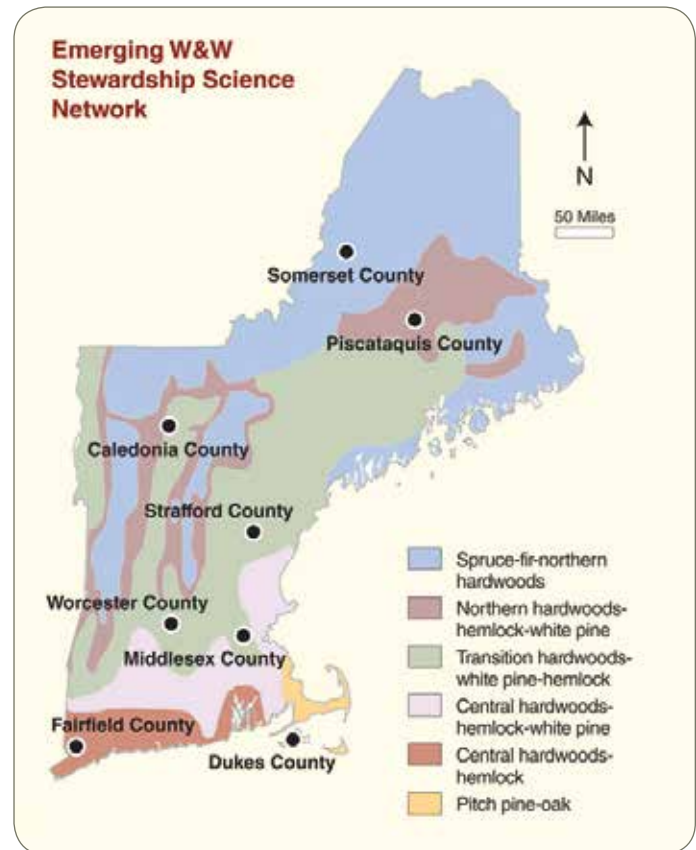 Emerging W&W
Stewardship Science
Network
N
50 Miles
Somerset County
Piscataquis County
Caledonia County
Strafford County
Worcester County
Middlesex County
Fairfield County
Dukes County
Spruce-fir-northern
hardwoods
Northern hardwoods-
hemlock-white pine
Transition hardwoods-
white pine-hemlock
Central hardwoods-
hemlock-white pine
Central hardwoods-
hemlock
Pitch pine-oak